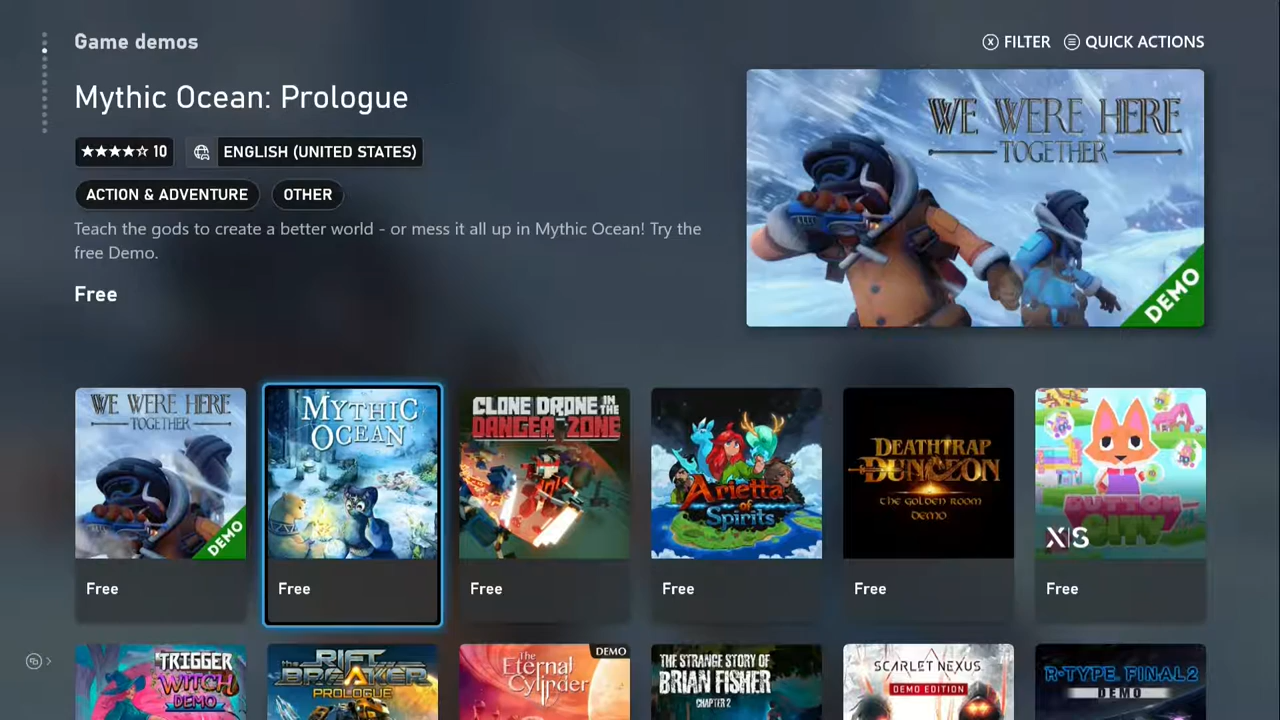 Game demos
FILTER
QUICK ACTIONS
Mythic Ocean: Prologue
10
ENGLISH (UNITED STATES)
ACTION & ADVENTURE
OTHER
Teach the gods to create a better world - or mess it all up in Mythic Ocean! Try the
free Demo.
Free
WE WERE HERE
TOGETHER
DEMO
WE WERE HERE
TOGETHER
DEMO
Free
MYTHIC
OCEAN
Free
CLONE DRONE IN THE
DANGER ZONE
Free
Arietta
of
Spirits
Free
DEATHTRAP
DUNGEON
THE GOLDEN ROOM
DEMO
Free
BUTTON
CITY
X|S
Free
TRIGGER
WITCH
DEMO
the RIFT
BREAKER
PROLOGUE
The
Eternal
Cylinder
DEMO
THE STRANGE STORY OF
BRIAN FISHER
CHAPTER 2
SCARLET NEXUS
DEMO EDITION
R-TYPE FINAL 2
DEMO